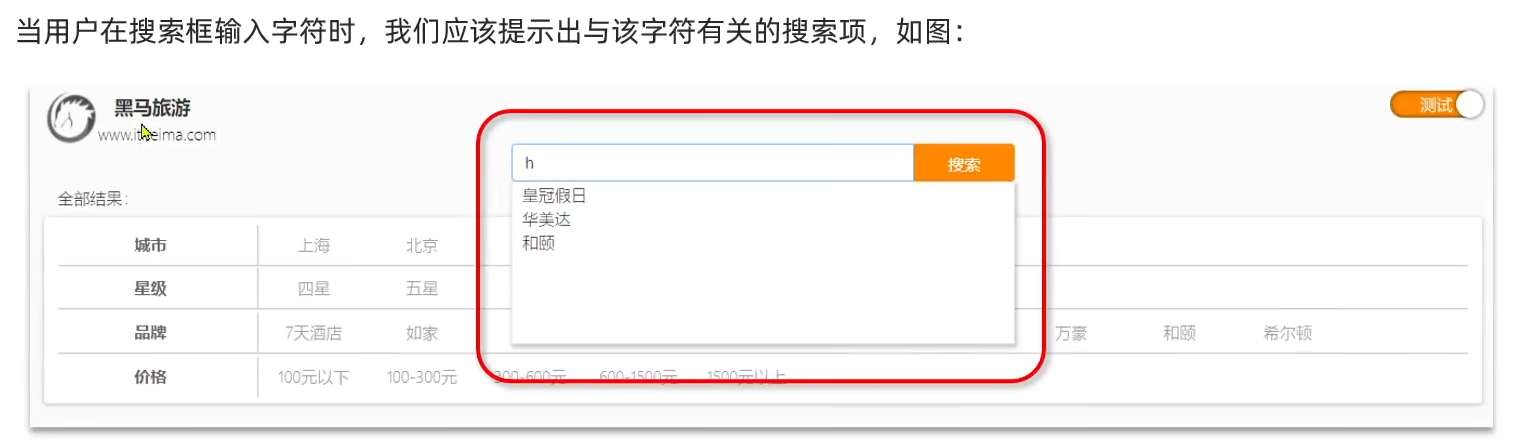 当用户在搜索框输入字符时，我们应该提示出与该字符有关的搜索项，如图：
黑马旅游
测试
www.itheima.com
h
搜索
皇冠假日
全部结果：
华美达
城市 上海 北京
和颐
星级 四星 五星
品牌 7天酒店 如家 万豪 和颐 希尔顿
价格 100元以下 100-300元 300-600元 600-1500元 1500元以上